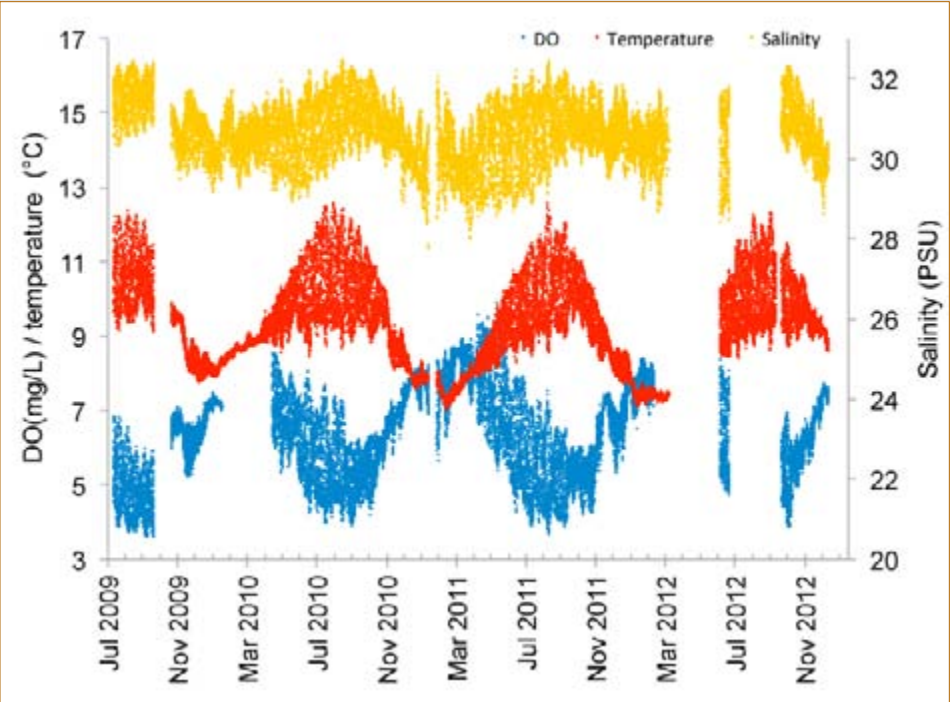 DO Temperature Salinity
17
15
13
11
9
7
5
3
DO(mg/L) / temperature (°C)
32
30
28
26
24
22
20
Salinity (PSU)
Jul 2009
Nov 2009
Mar 2010
Jul 2010
Nov 2010
Mar 2011
Jul 2011
Nov 2011
Mar 2012
Jul 2012
Nov 2012